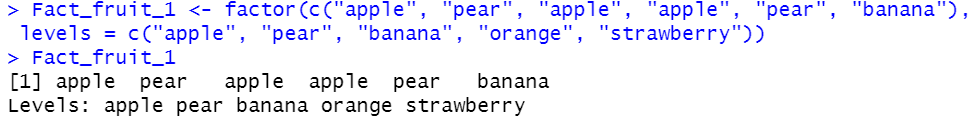 > Fact_fruit_1 <- factor(c("apple", "pear", "apple", "apple", "pear", "banana"),
levels = c("apple", "pear", "banana", "orange", "strawberry"))
> Fact_fruit_1
[1] apple  pear   apple  apple  pear   banana
Levels: apple pear banana orange strawberry